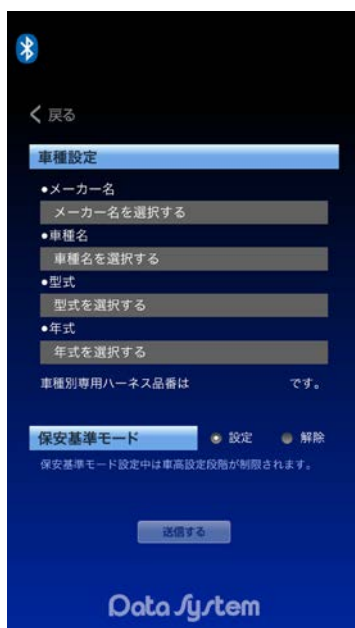 戻る
車種設定
●メーカー名
メーカー名を選択する
●車種名
車種名を選択する
●型式
型式を選択する
●年式
年式を選択する
車種別専用ハーネス品番は です。
保安基準モード 設定 解除
保安基準モード設定中は車高設定段階が制限されます。
送信する
Data System